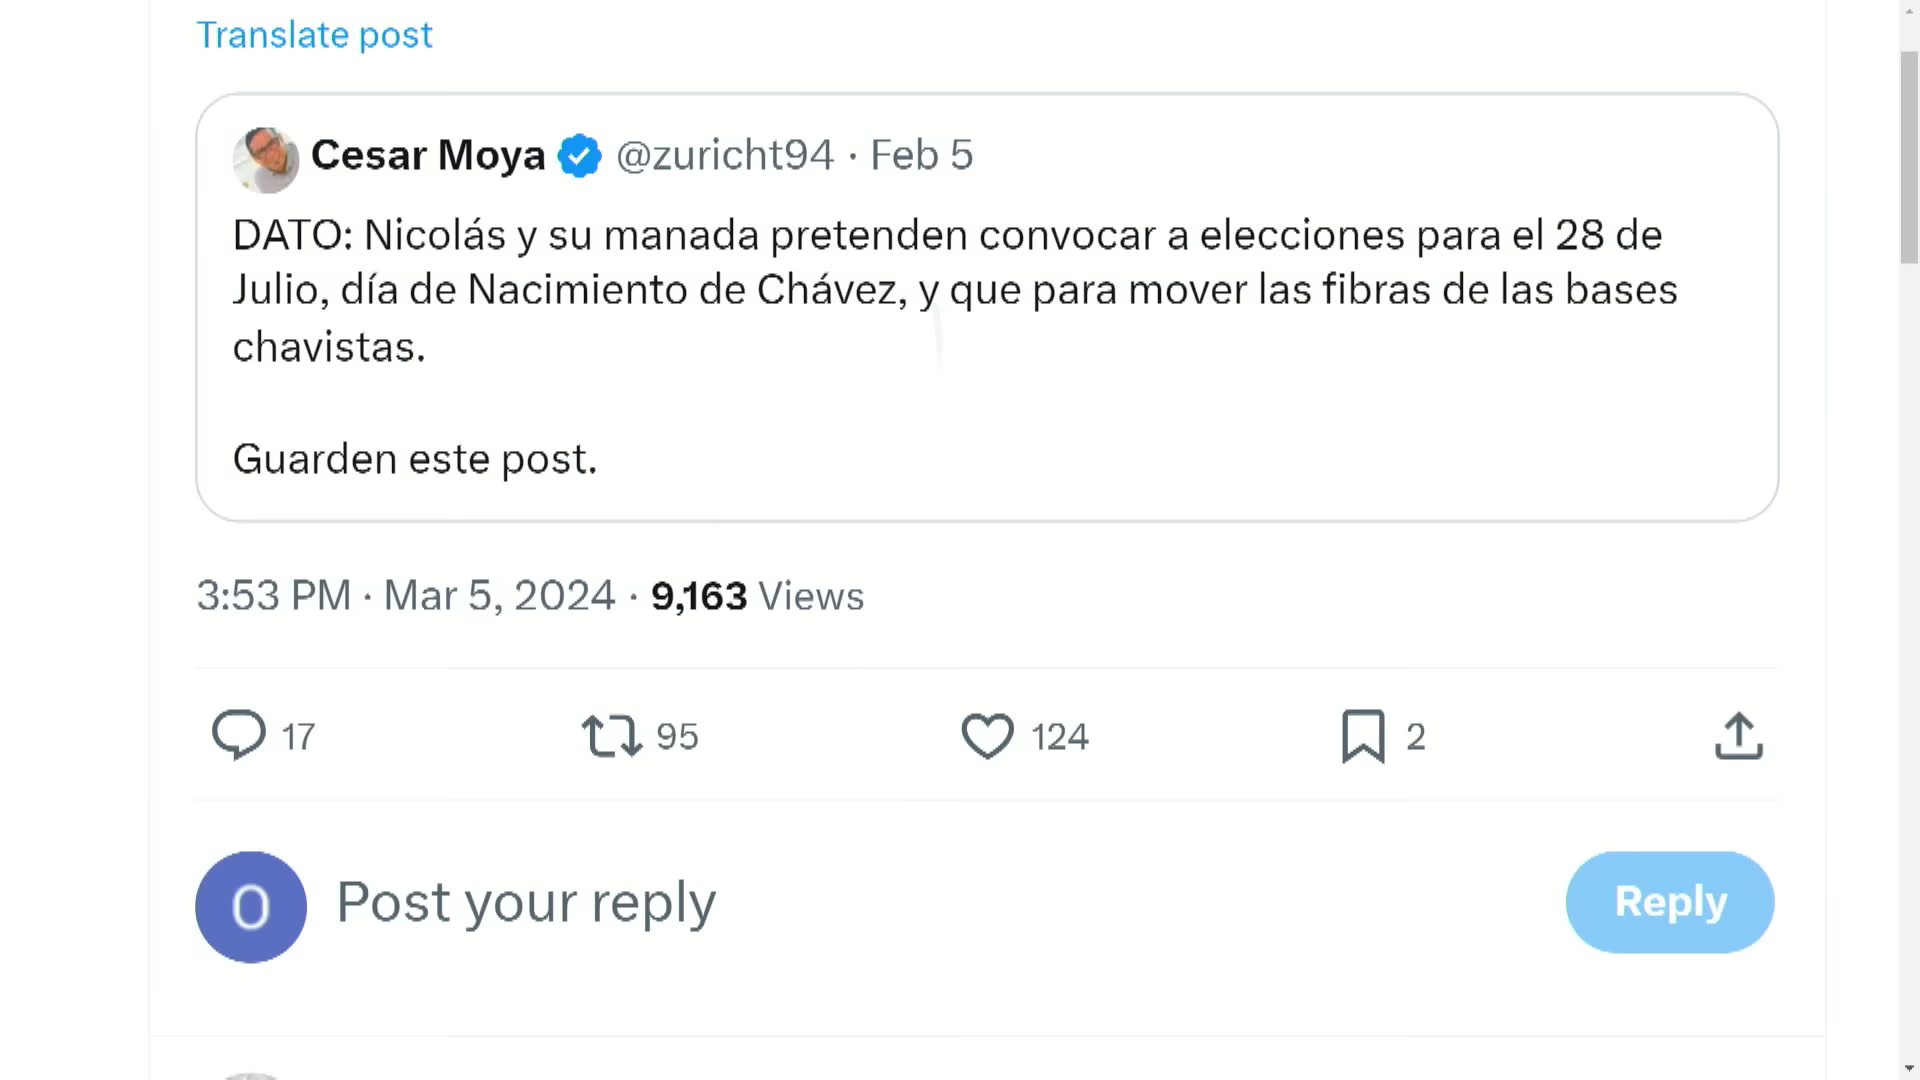 Translate post
Cesar Moya @zuricht94 · Feb 5
DATO: Nicolás y su manada pretenden convocar a elecciones para el 28 de
Julio, día de Nacimiento de Chávez, y que para mover las fibras de las bases
chavistas.
Guarden este post.
3:53 PM · Mar 5, 2024 · 9,163 Views
17 95 124 2
O Post your reply Reply